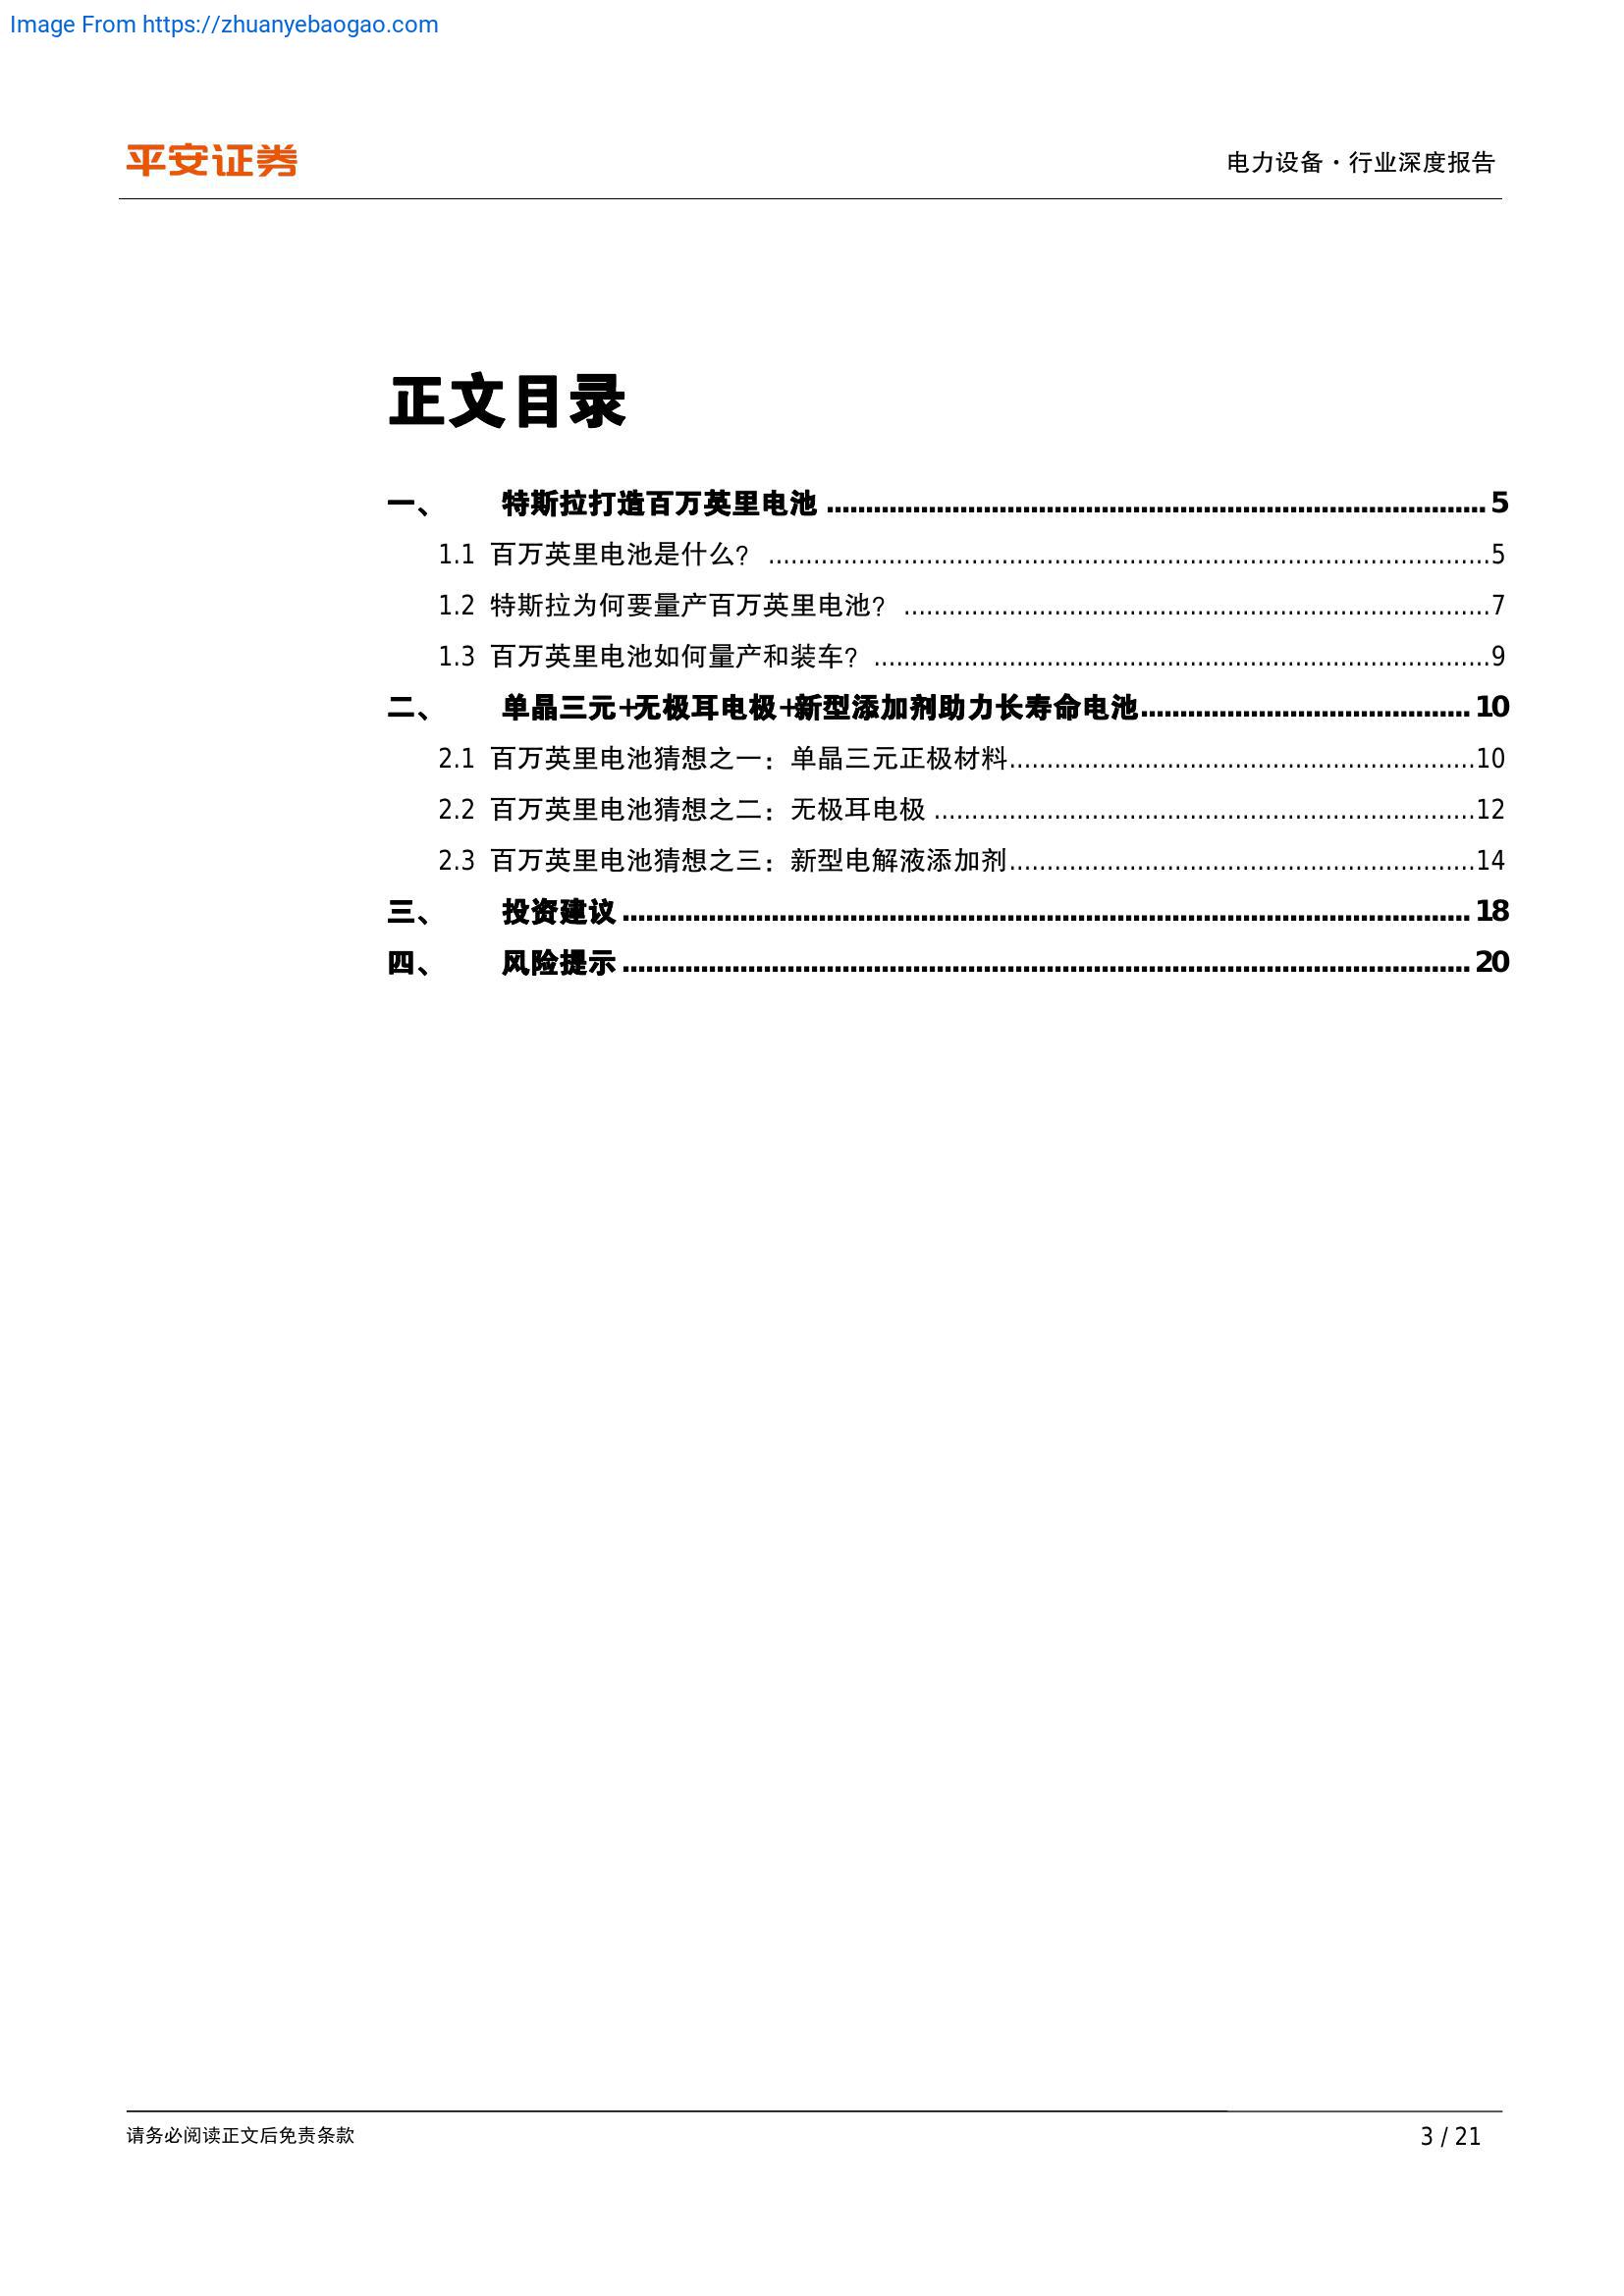 Image From https://zhuanyebaogao.com
平安证券
电力设备·行业深度报告
正文目录
一、 特斯拉打造百万英里电池 ........................................ 5
1.1 百万英里电池是什么？ ........................................ 5
1.2 特斯拉为何要量产百万英里电池？ ........................................ 7
1.3 百万英里电池如何量产和装车？ ........................................ 9
二、 单晶三元+无极耳电极+新型添加剂助力长寿命电池 ........................................ 10
2.1 百万英里电池猜想之一：单晶三元正极材料 ........................................ 10
2.2 百万英里电池猜想之二：无极耳电极 ........................................ 12
2.3 百万英里电池猜想之三：新型电解液添加剂 ........................................ 14
三、 投资建议 ........................................ 18
四、 风险提示 ........................................ 20
请务必阅读正文后免责条款
3 / 21